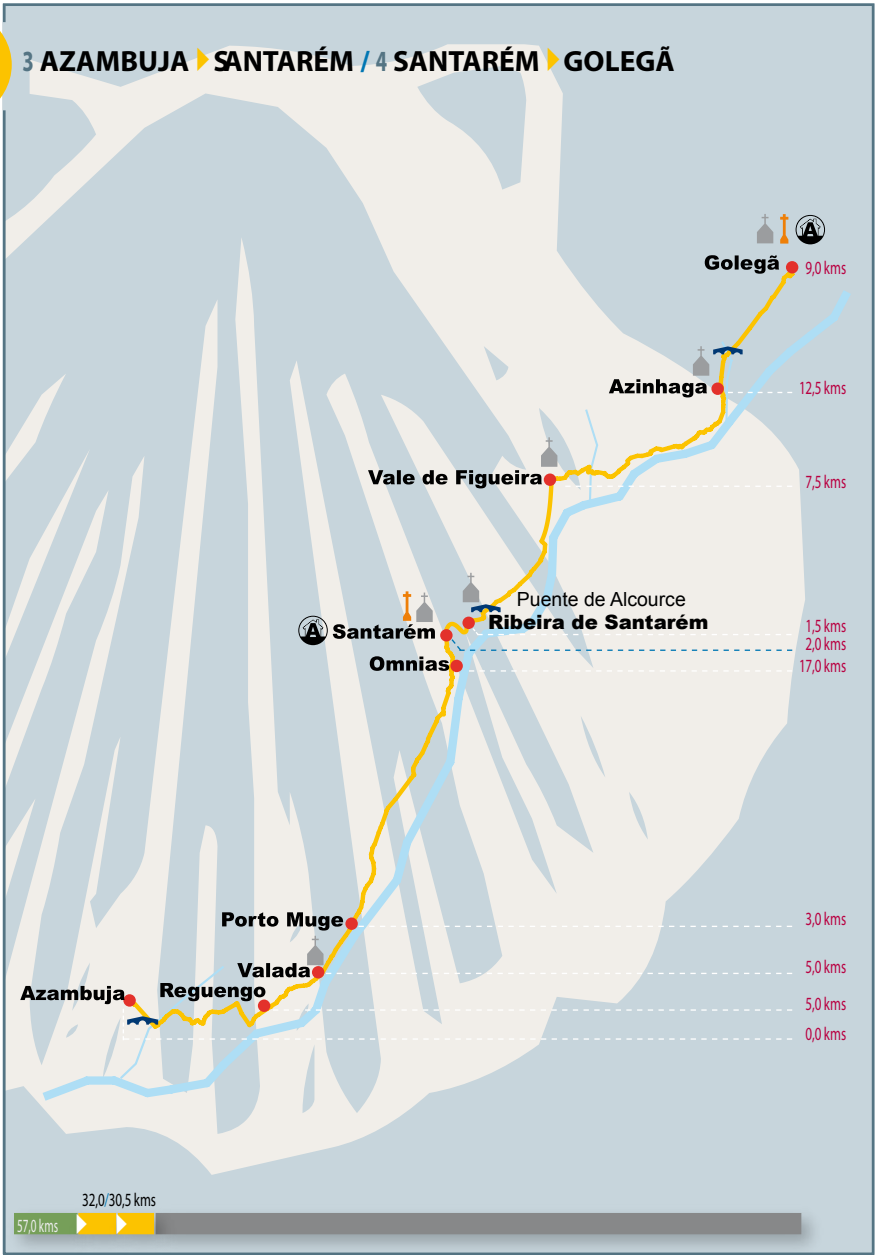 3 AZAMBUJA SANTARÉM / 4 SANTARÉM GOLEGÃ
A
Golegã
9,0 kms
Azinhaga
12,5 kms
Vale de Figueira
7,5 kms
Puente de Alcource
Ribeira de Santarém
1,5 kms
A
Santarém
2,0 kms
Omnias
17,0 kms
Porto Muge
3,0 kms
Valada
5,0 kms
Azambuja
Reguengo
5,0 kms
0,0 kms
32,0/30,5 kms
57,0 kms